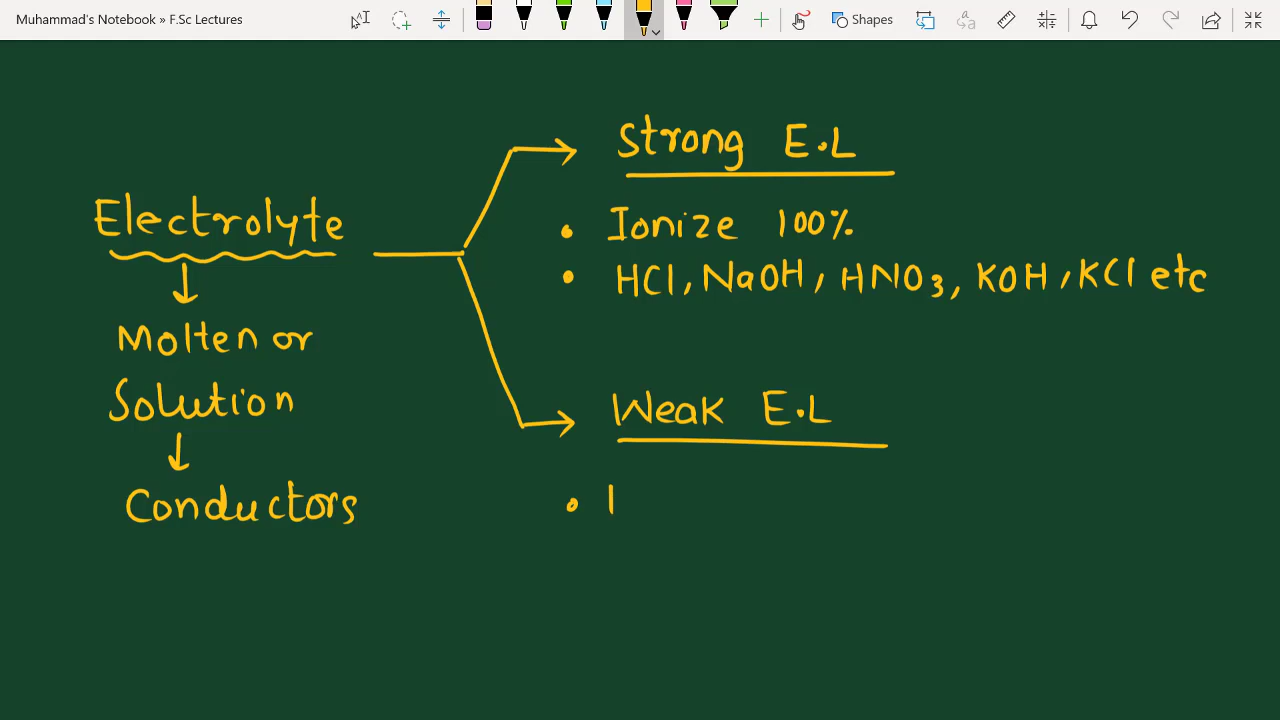 Muhammad's Notebook » F.Sc Lectures
Shapes
Electrolyte
Molten or
Solution
Conductors
Strong E.L
• Ionize 100%
• HCl, NaOH, HNO3, KOH, KCl etc
Weak E.L
• I